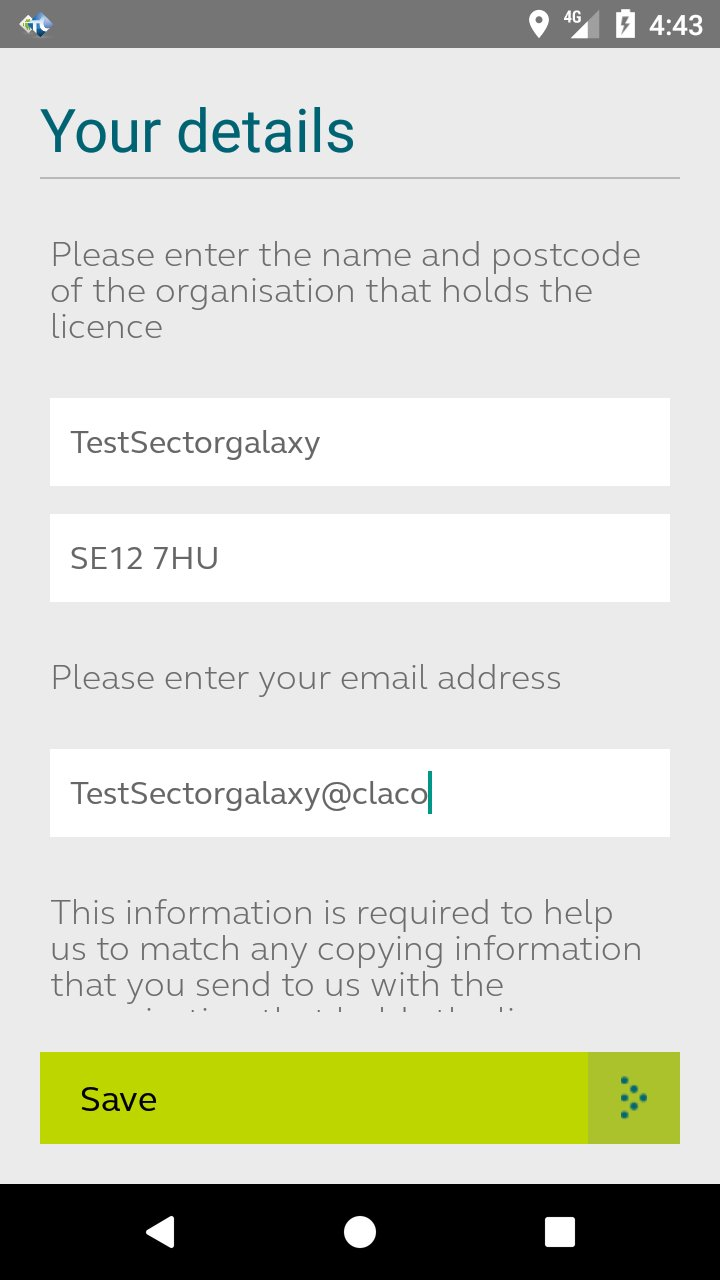 4G 4:43
Your details
Please enter the name and postcode
of the organisation that holds the
licence
TestSectorgalaxy
SE12 7HU
Please enter your email address
TestSectorgalaxy@claco
This information is required to help
us to match any copying information
that you send to us with the
Save